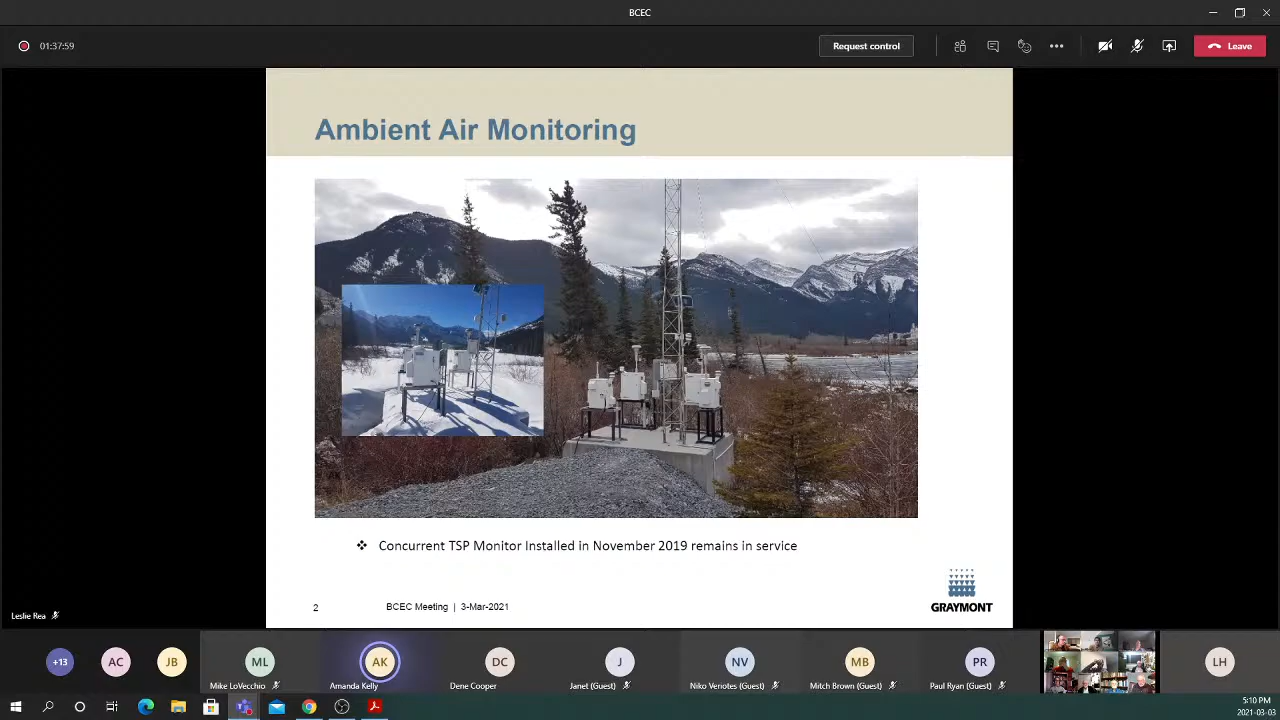 BCEC
01:37:59
Request control
Leave
Ambient Air Monitoring
❖ Concurrent TSP Monitor Installed in November 2019 remains in service
2
BCEC Meeting | 3-Mar-2021
GRAYMONT
Leslie Rea
+13
AC
JB
ML
AK
DC
J
NV
MB
PR
LH
Mike LoVecchio
Amanda Kelly
Dene Cooper
Janet (Guest)
Niko Veriotes (Guest)
Mitch Brown (Guest)
Paul Ryan (Guest)
5:10 PM
2021-03-03